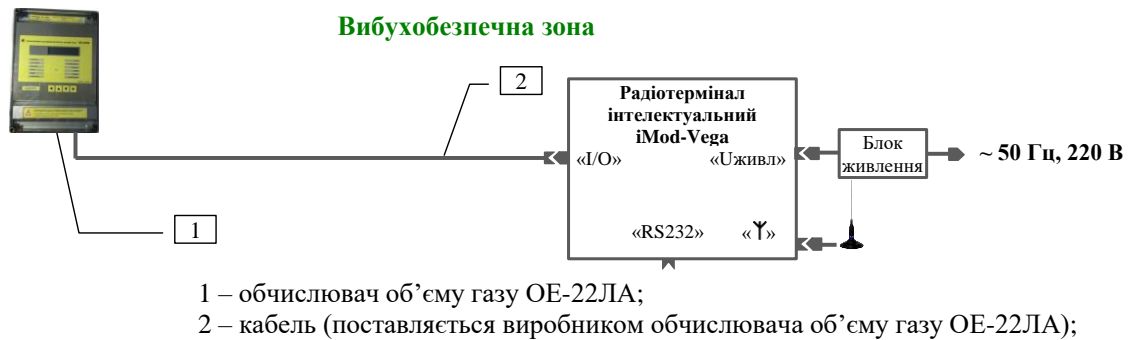 Вибухобезпечна зона
2
Радіотермінал
інтелектуальний
iMod-Vega
«I/O»
«Uживл»
Блок
живлення
~ 50 Гц, 220 В
1
«RS232»
«Y»
1 – обчислювач об’єму газу ОЕ-22ЛА;
2 – кабель (поставляється виробником обчислювача об’єму газу ОЕ-22ЛА);